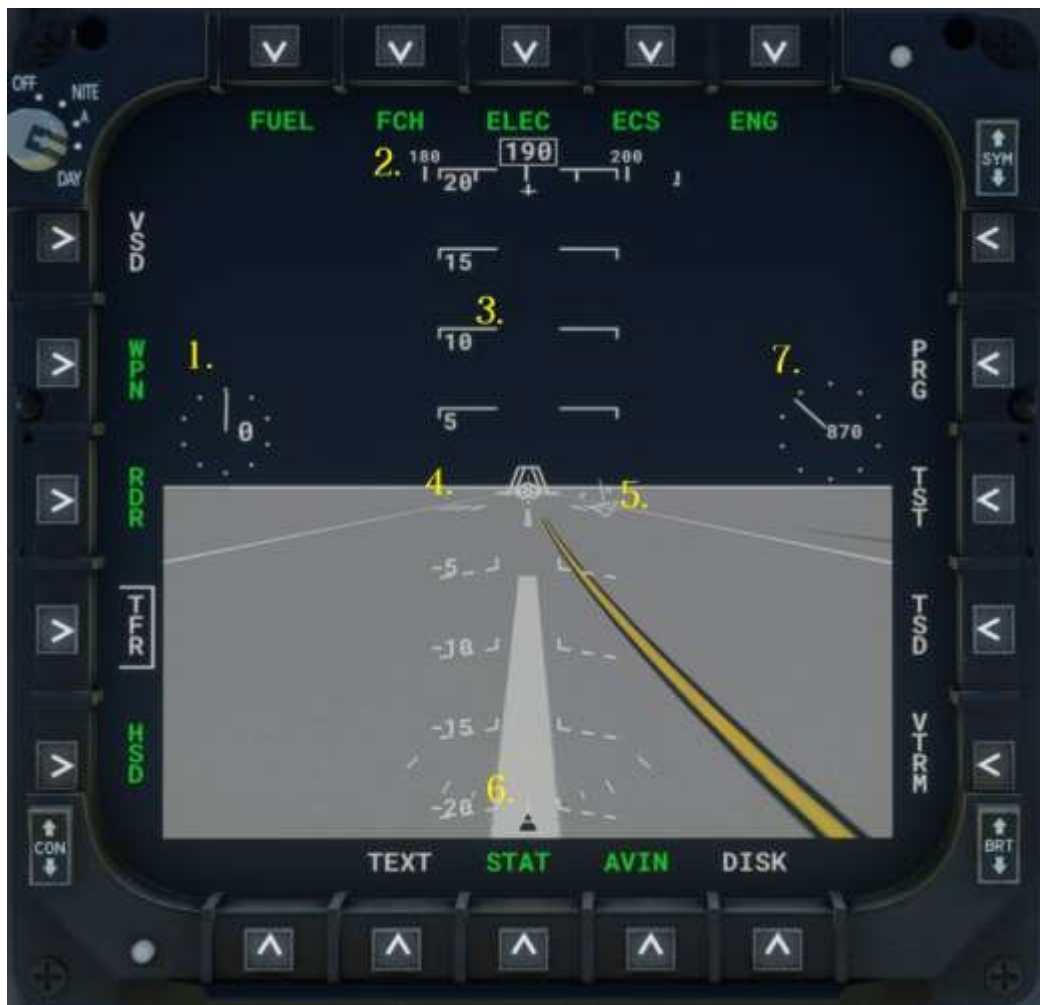 OFF
NITE
A
DAY
FUEL FCH ELEC ECS ENG
SYM
2.
180 190 200
20
VSD
15
3.
10
1.
WPN
7.
PRG
5
0
870
RDR
4.
5.
TST
-5
TFR
TSD
-10
HSD
-15
VTRM
6.
-20
CON
BRT
TEXT STAT AVIN DISK